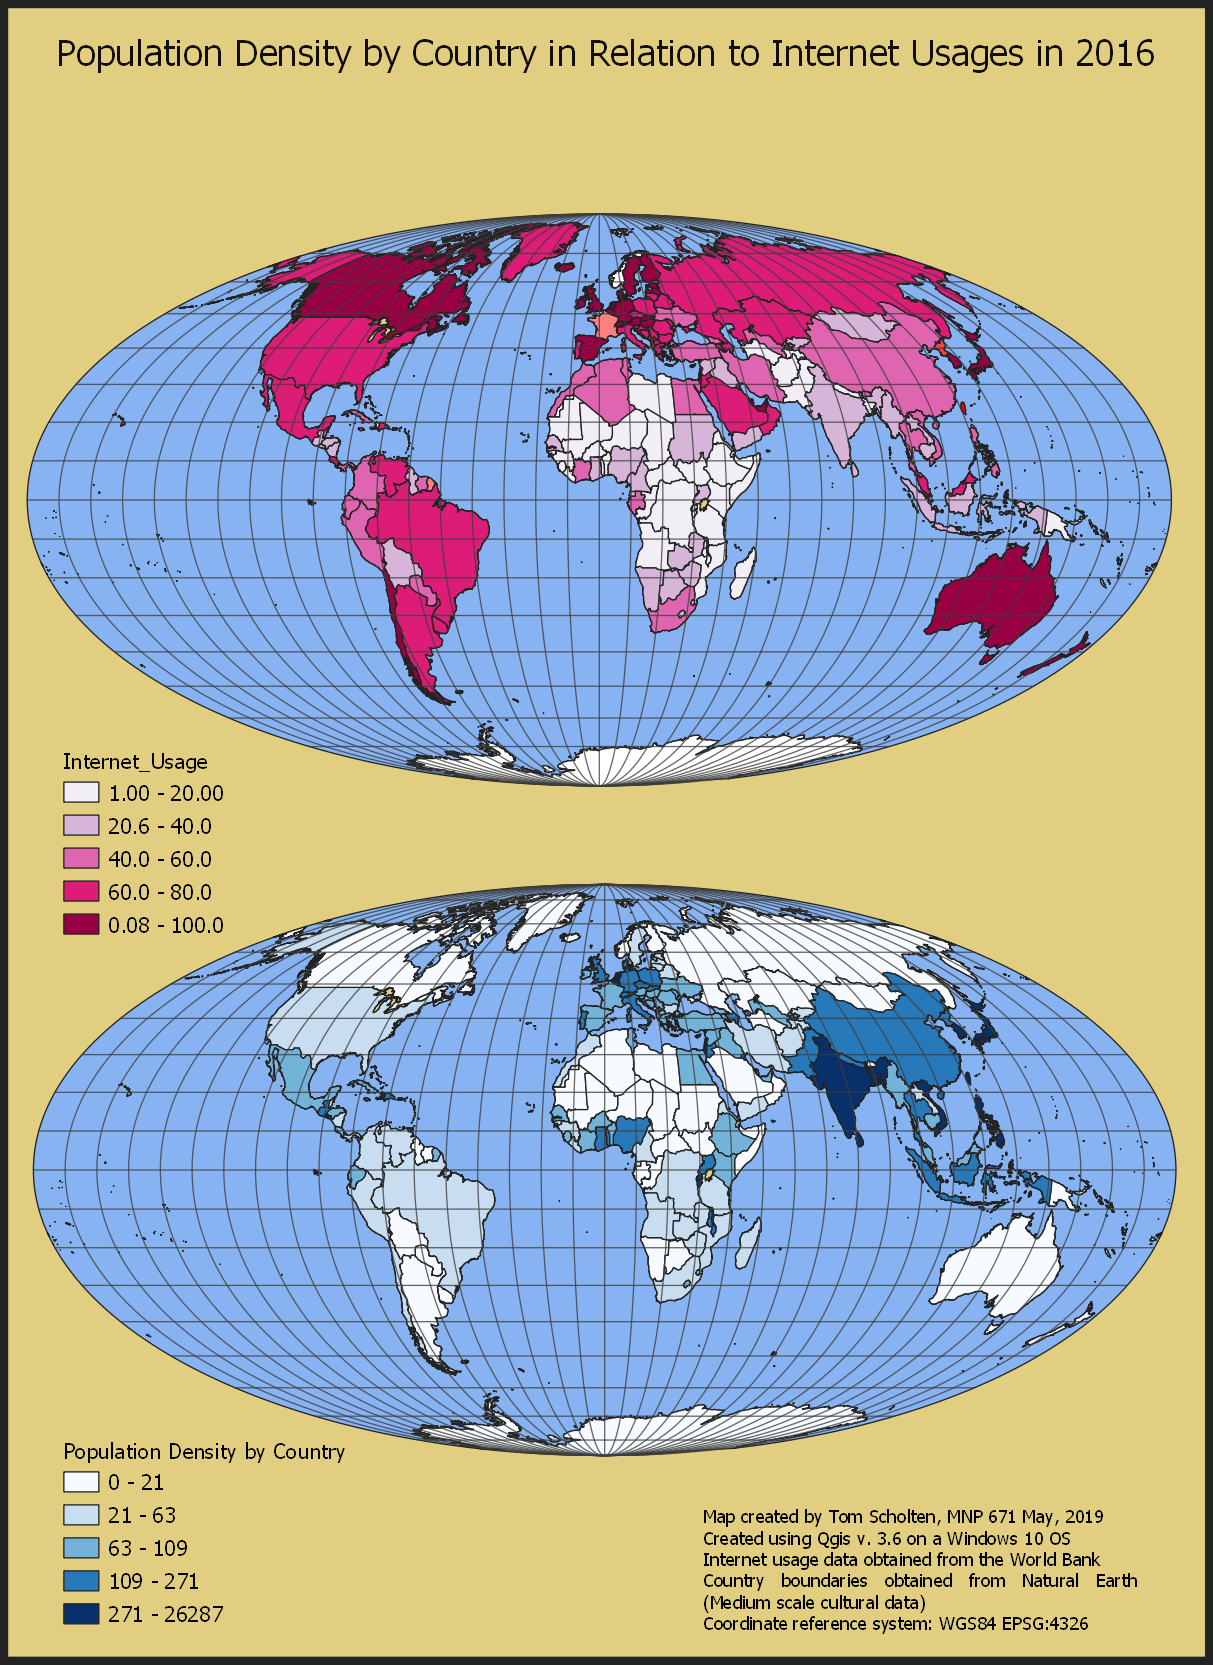 Population Density by Country in Relation to Internet Usages in 2016
Internet_Usage
1.00 - 20.00
20.6 - 40.0
40.0 - 60.0
60.0 - 80.0
0.08 - 100.0
Population Density by Country
0 - 21
21 - 63
63 - 109
109 - 271
271 - 26287
Map created by Tom Scholten, MNP 671 May, 2019
Created using Qgis v. 3.6 on a Windows 10 OS
Internet usage data obtained from the World Bank
Country boundaries obtained from Natural Earth
(Medium scale cultural data)
Coordinate reference system: WGS84 EPSG:4326